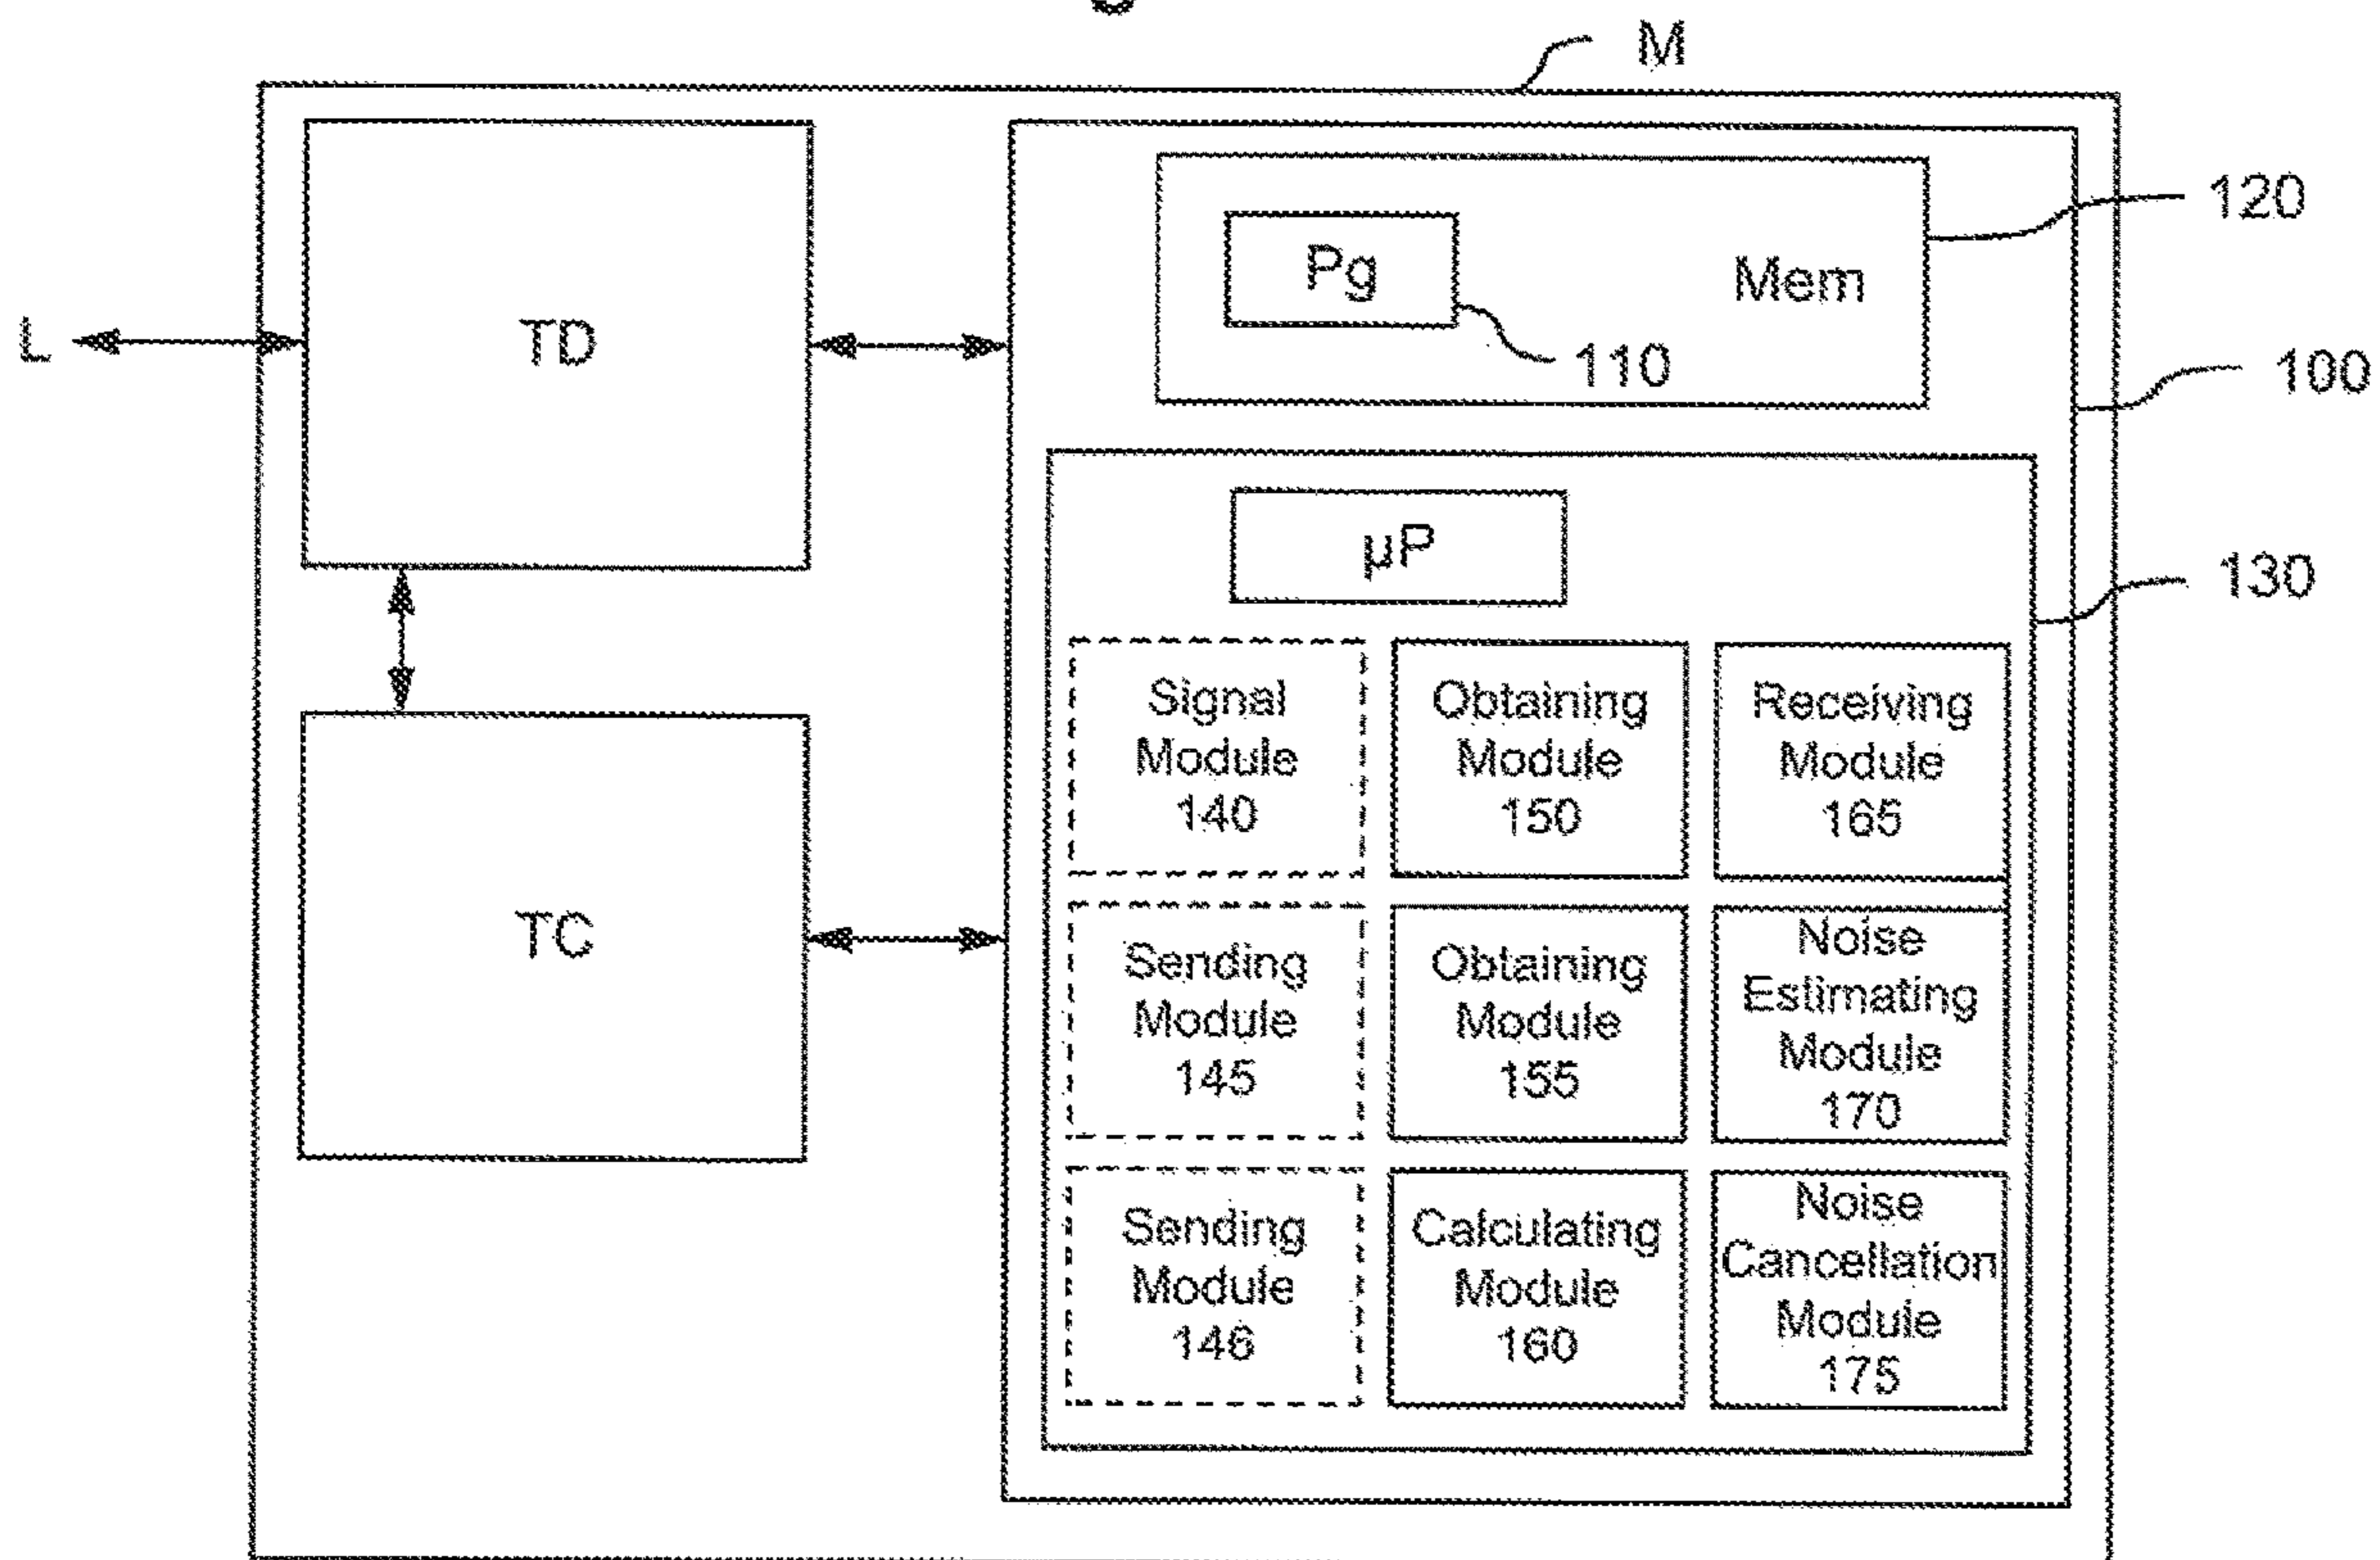 M
120
Pg
Mem
L
TD
110
100
µP
130
Signal
Module
140
Obtaining
Module
150
Receiving
Module
165
TC
Sending
Module
145
Obtaining
Module
155
Noise
Estimating
Module
170
Sending
Module
146
Calculating
Module
160
Noise
Cancellation
Module
175